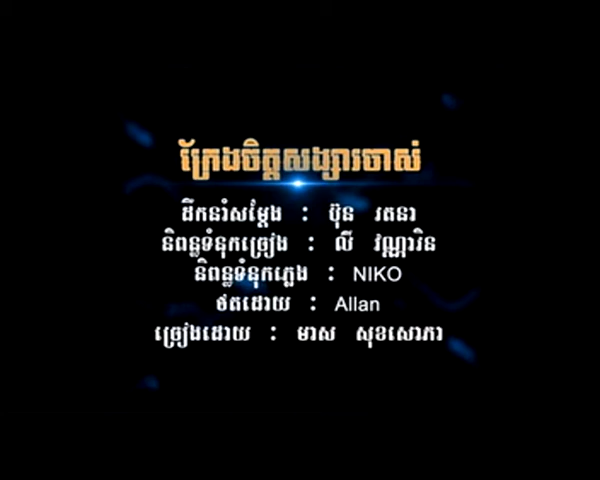 ក្រែងចិត្តសង្សារចាស់
ដឹកនាំសម្ដែង : ប៊ុន រតនា
និពន្ធទំនុកច្រៀង : លី វណ្ណារិន
និពន្ធទំនុកភ្លេង : NIKO
ថតដោយ : Allan
ច្រៀងដោយ : មាស សុខសោភា